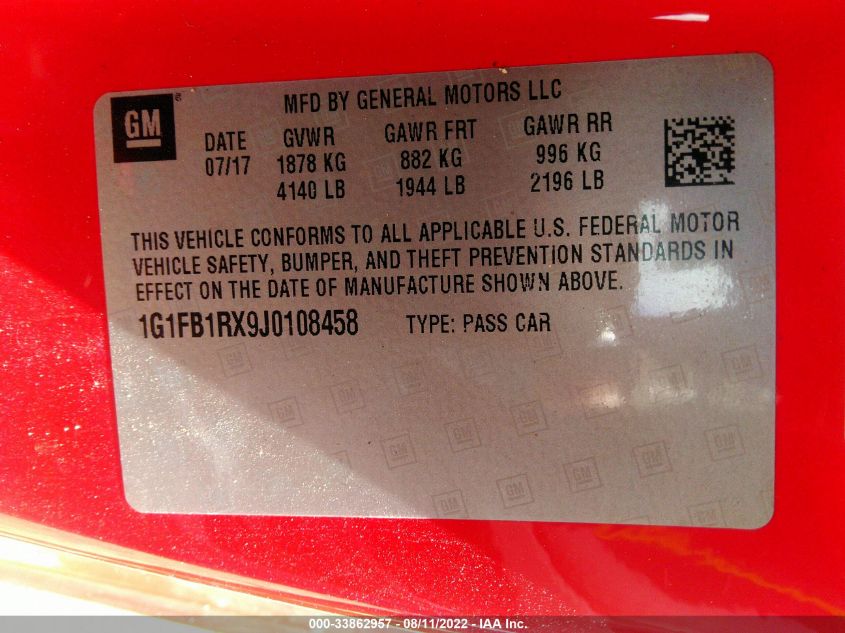 GM
MFD BY GENERAL MOTORS LLC
DATE GVWR GAWR FRT GAWR RR
07/17 1878 KG 882 KG 996 KG
4140 LB 1944 LB 2196 LB
THIS VEHICLE CONFORMS TO ALL APPLICABLE U.S. FEDERAL MOTOR
VEHICLE SAFETY, BUMPER, AND THEFT PREVENTION STANDARDS IN
EFFECT ON THE DATE OF MANUFACTURE SHOWN ABOVE.
1G1FB1RX9J0108458 TYPE: PASS CAR
000-33862957 - 08/11/2022 - IAA Inc.